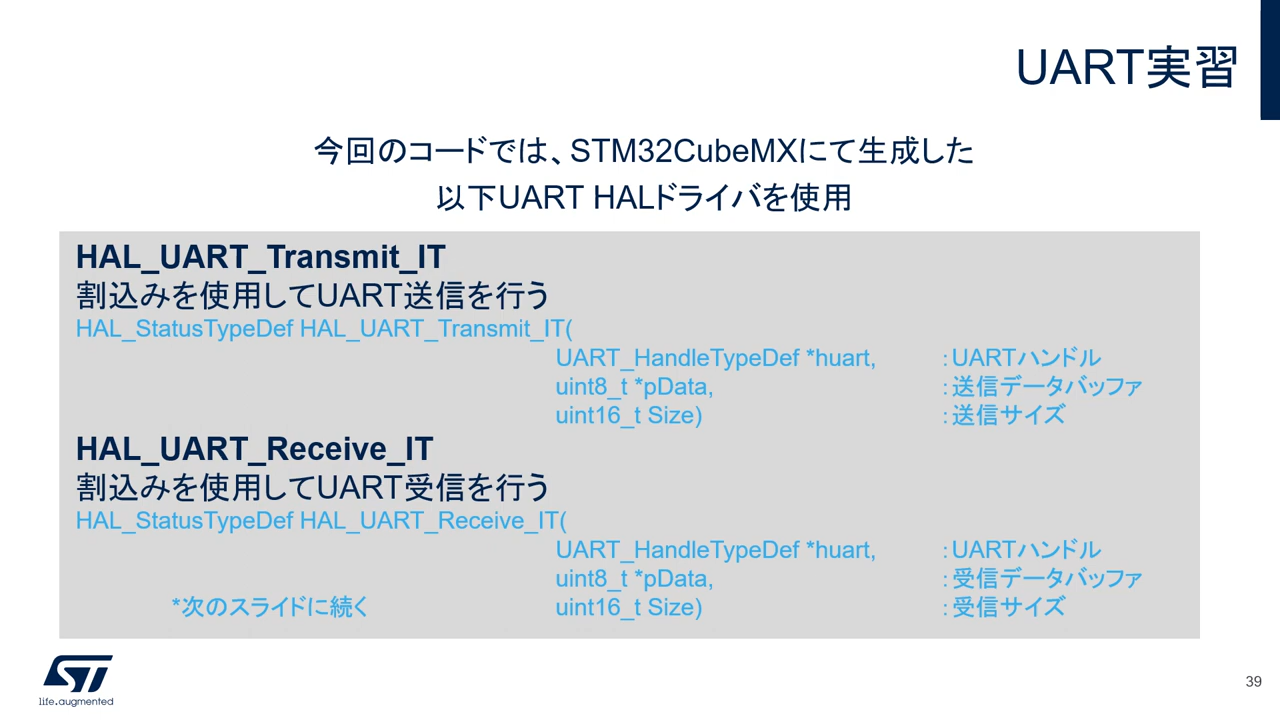 UART実習
今回のコードでは、STM32CubeMXにて生成した
以下UART HALドライバを使用
HAL_UART_Transmit_IT
割込みを使用してUART送信を行う
HAL_StatusTypeDef HAL_UART_Transmit_IT(
UART_HandleTypeDef *huart, :UARTハンドル
uint8_t *pData, :送信データバッファ
uint16_t Size) :送信サイズ
HAL_UART_Receive_IT
割込みを使用してUART受信を行う
HAL_StatusTypeDef HAL_UART_Receive_IT(
UART_HandleTypeDef *huart, :UARTハンドル
uint8_t *pData, :受信データバッファ
*次のスライドに続く uint16_t Size) :受信サイズ
ST
life.augmented
39